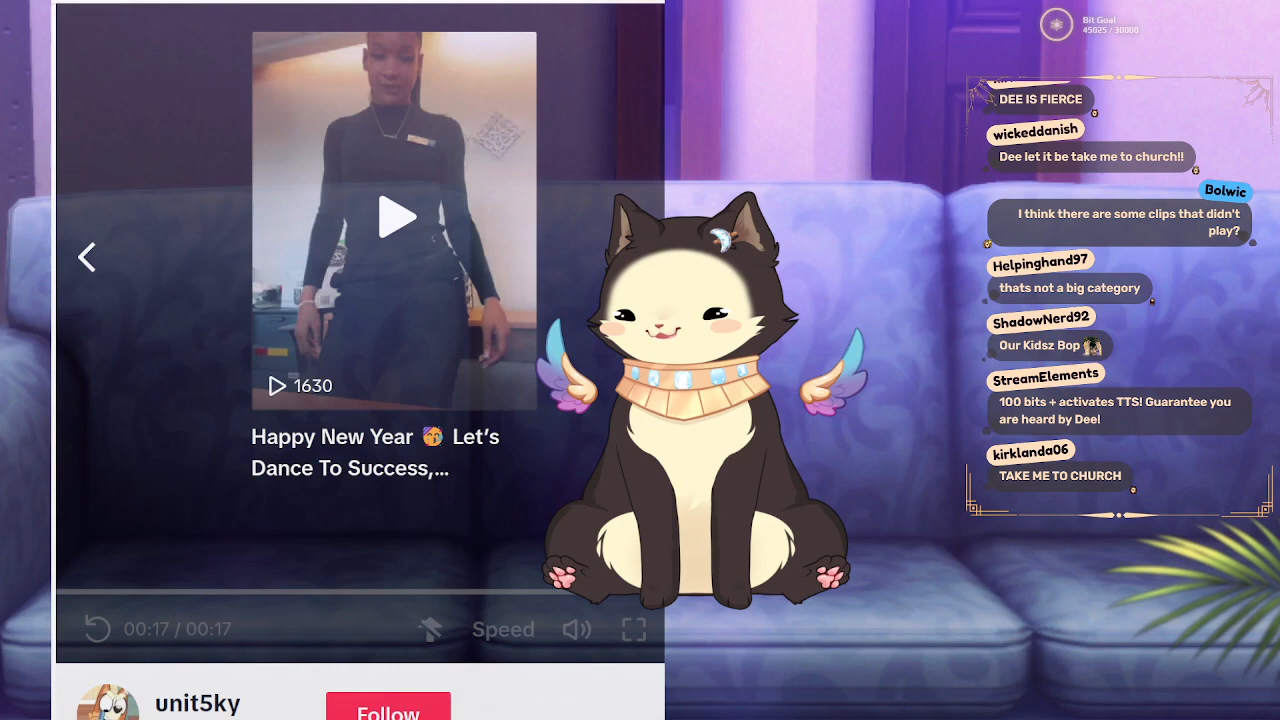 Bit Goal
45025 / 30000
DEE IS FIERCE
wickeddanish
Dee let it be take me to church!!
Bolwic
I think there are some clips that didn't
play?
Helpinghand97
thats not a big category
ShadowNerd92
Our Kidsz Bop
StreamElements
100 bits + activates TTS! Guarantee you
are heard by Dee!
kirklanda06
TAKE ME TO CHURCH
1630
Happy New Year 🥳 Let's
Dance To Success,...
00:17 / 00:17
Speed
unit5ky
Follow